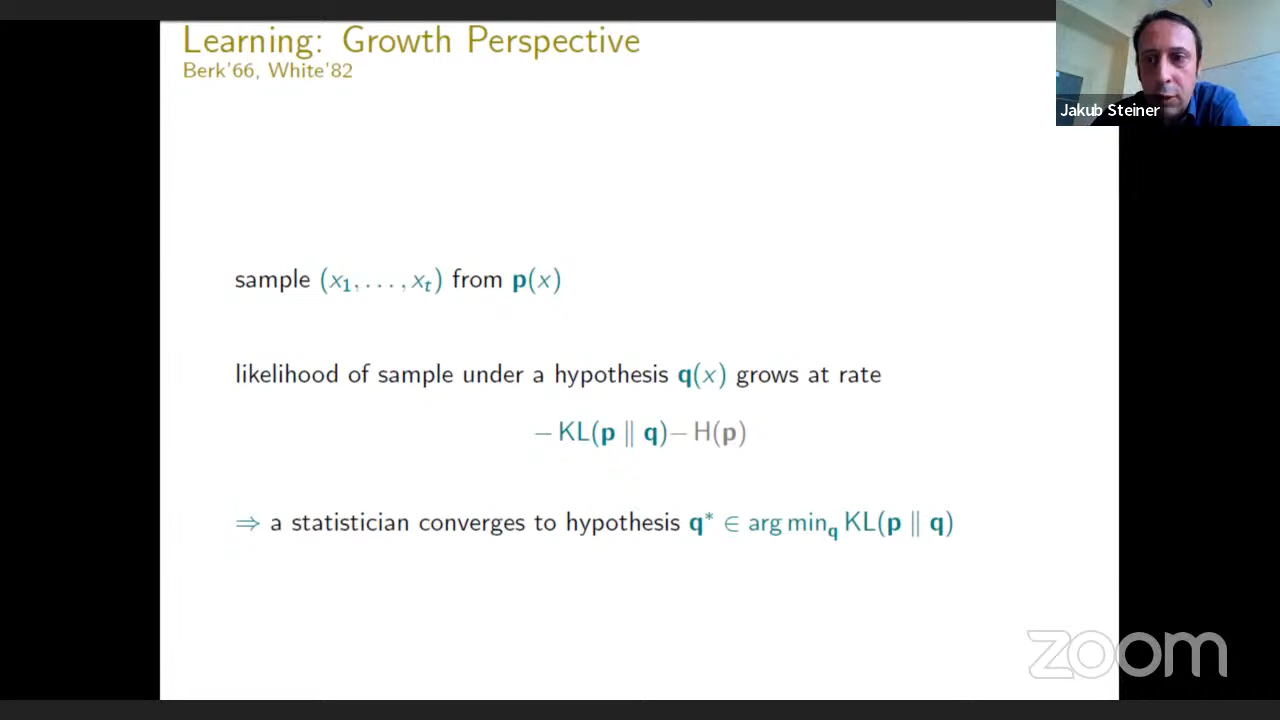 Learning: Growth Perspective
Berk'66, White'82
Jakub Steiner
sample (x₁, . . . , xₜ) from p(x)
likelihood of sample under a hypothesis q(x) grows at rate
− KL(p ∥ q) − H(p)
⇒ a statistician converges to hypothesis q* ∈ arg min_q KL(p ∥ q)
zoom